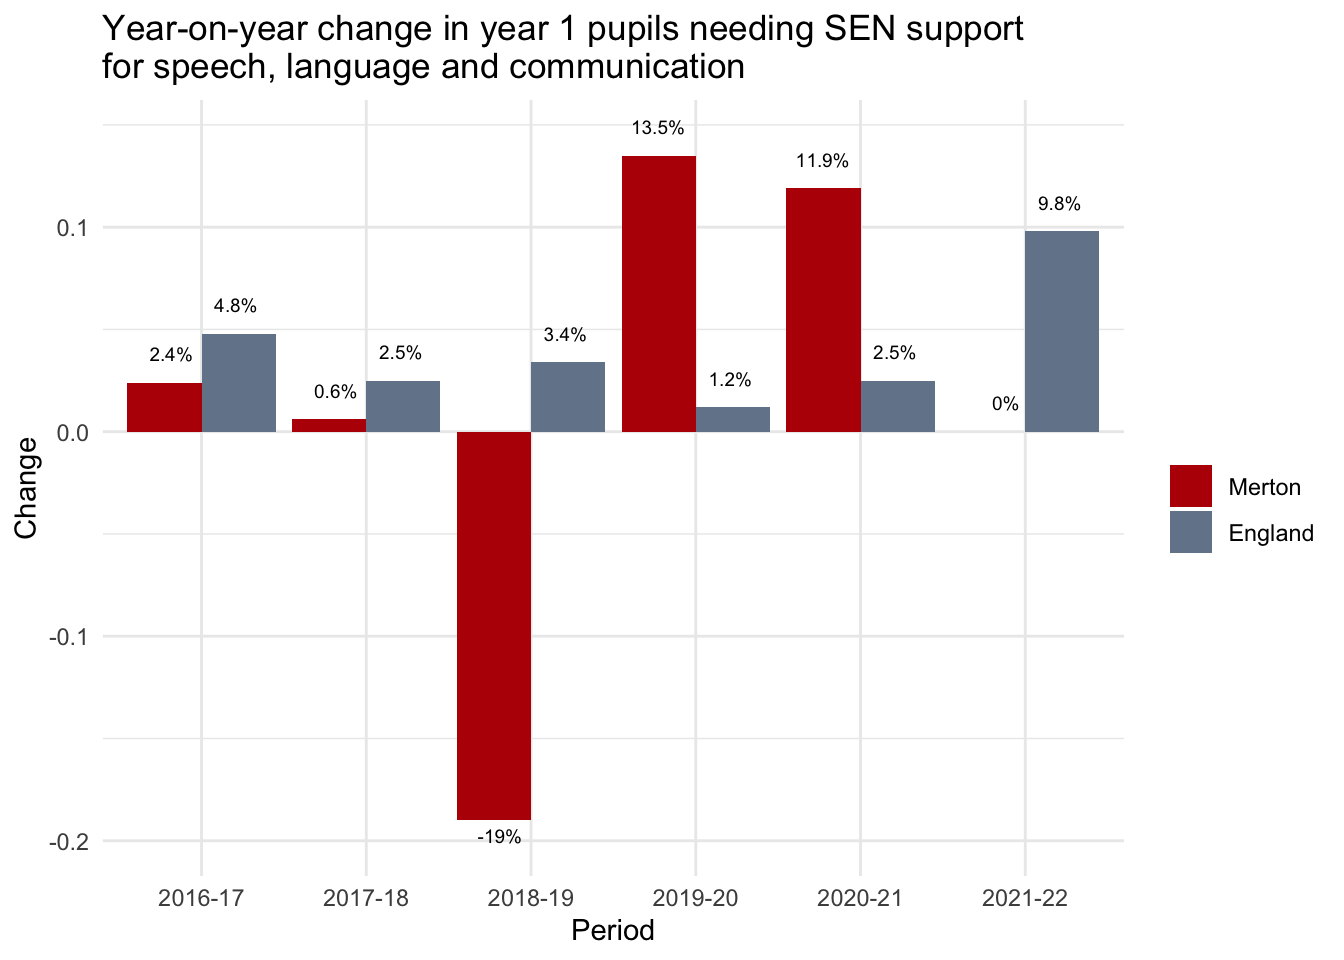 Year-on-year change in year 1 pupils needing SEN support
for speech, language and communication
13.5%
11.9%
9.8%
0.1
4.8%
3.4%
2.4%
2.5%
2.5%
0.6%
1.2%
0%
0.0
Change
Merton
England
-0.1
-19%
-0.2
2016-17 2017-18 2018-19 2019-20 2020-21 2021-22
Period